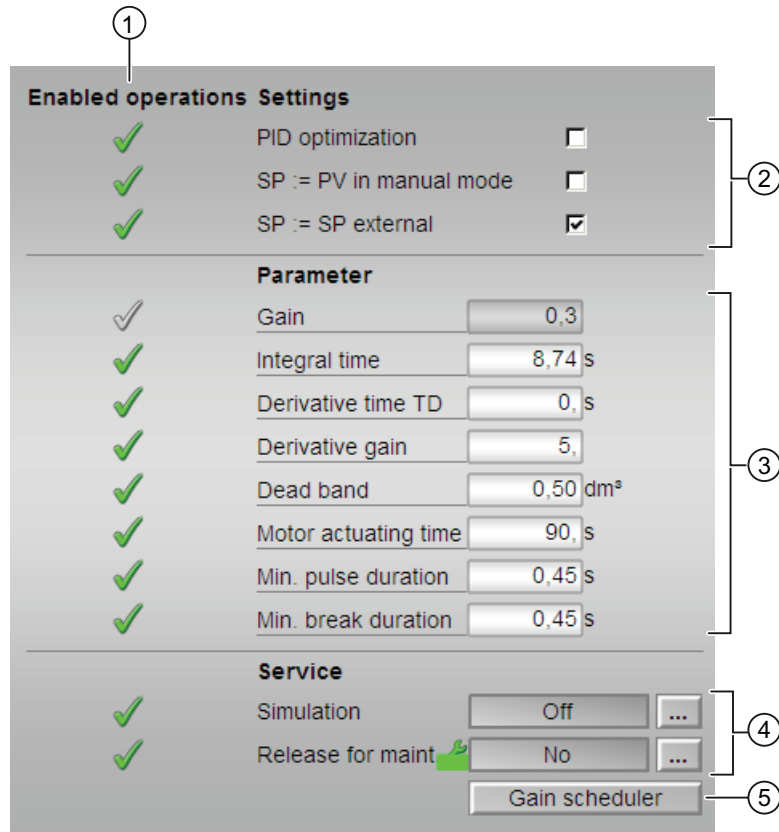 1
Enabled operations Settings
PID optimization
2
SP := PV in manual mode
SP := SP external
Parameter
Gain 0,3
Integral time 8,74 s
Derivative time TD 0, s
Derivative gain 5,
3
Dead band 0,50 dm³
Motor actuating time 90, s
Min. pulse duration 0,45 s
Min. break duration 0,45 s
Service
Simulation Off ...
4
Release for maint No ...
Gain scheduler 5